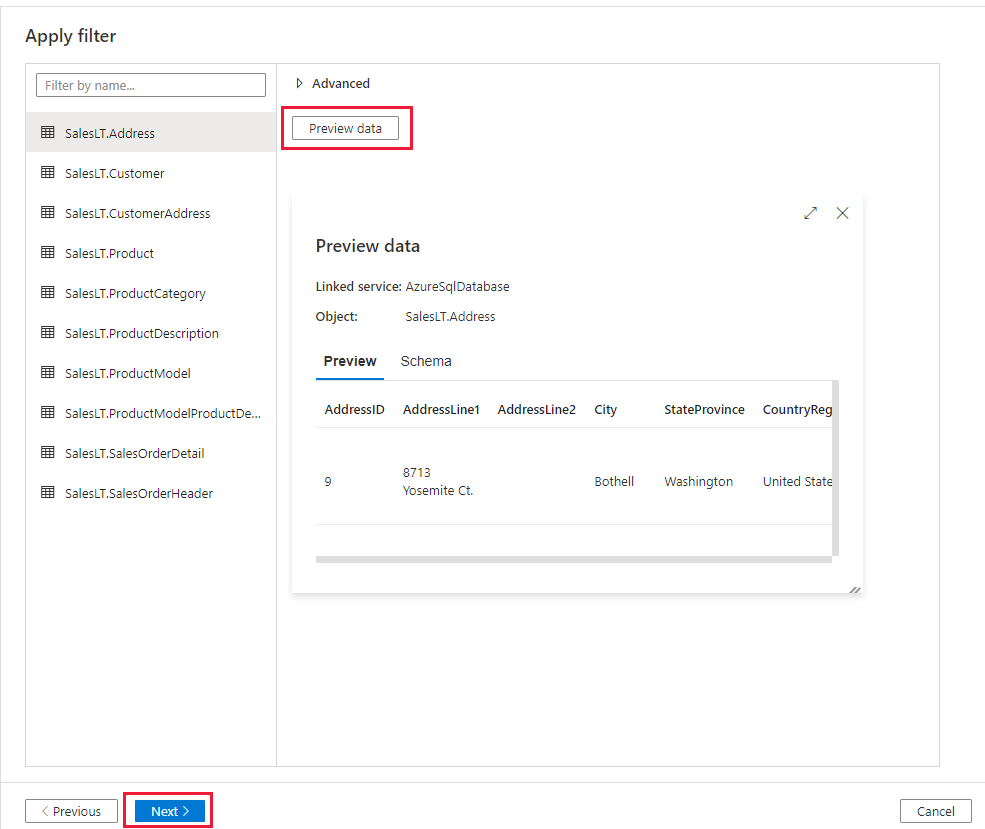 Apply filter
Filter by name...
SalesLT.Address
SalesLT.Customer
SalesLT.CustomerAddress
SalesLT.Product
SalesLT.ProductCategory
SalesLT.ProductDescription
SalesLT.ProductModel
SalesLT.ProductModelProductDe...
SalesLT.SalesOrderDetail
SalesLT.SalesOrderHeader
Advanced
Preview data
Preview data
Linked service: AzureSqlDatabase
Object: SalesLT.Address
Preview Schema
AddressID AddressLine1 AddressLine2 City StateProvince CountryReg
8713
9 Yosemite Ct. Bothell Washington United State
Previous Next Cancel